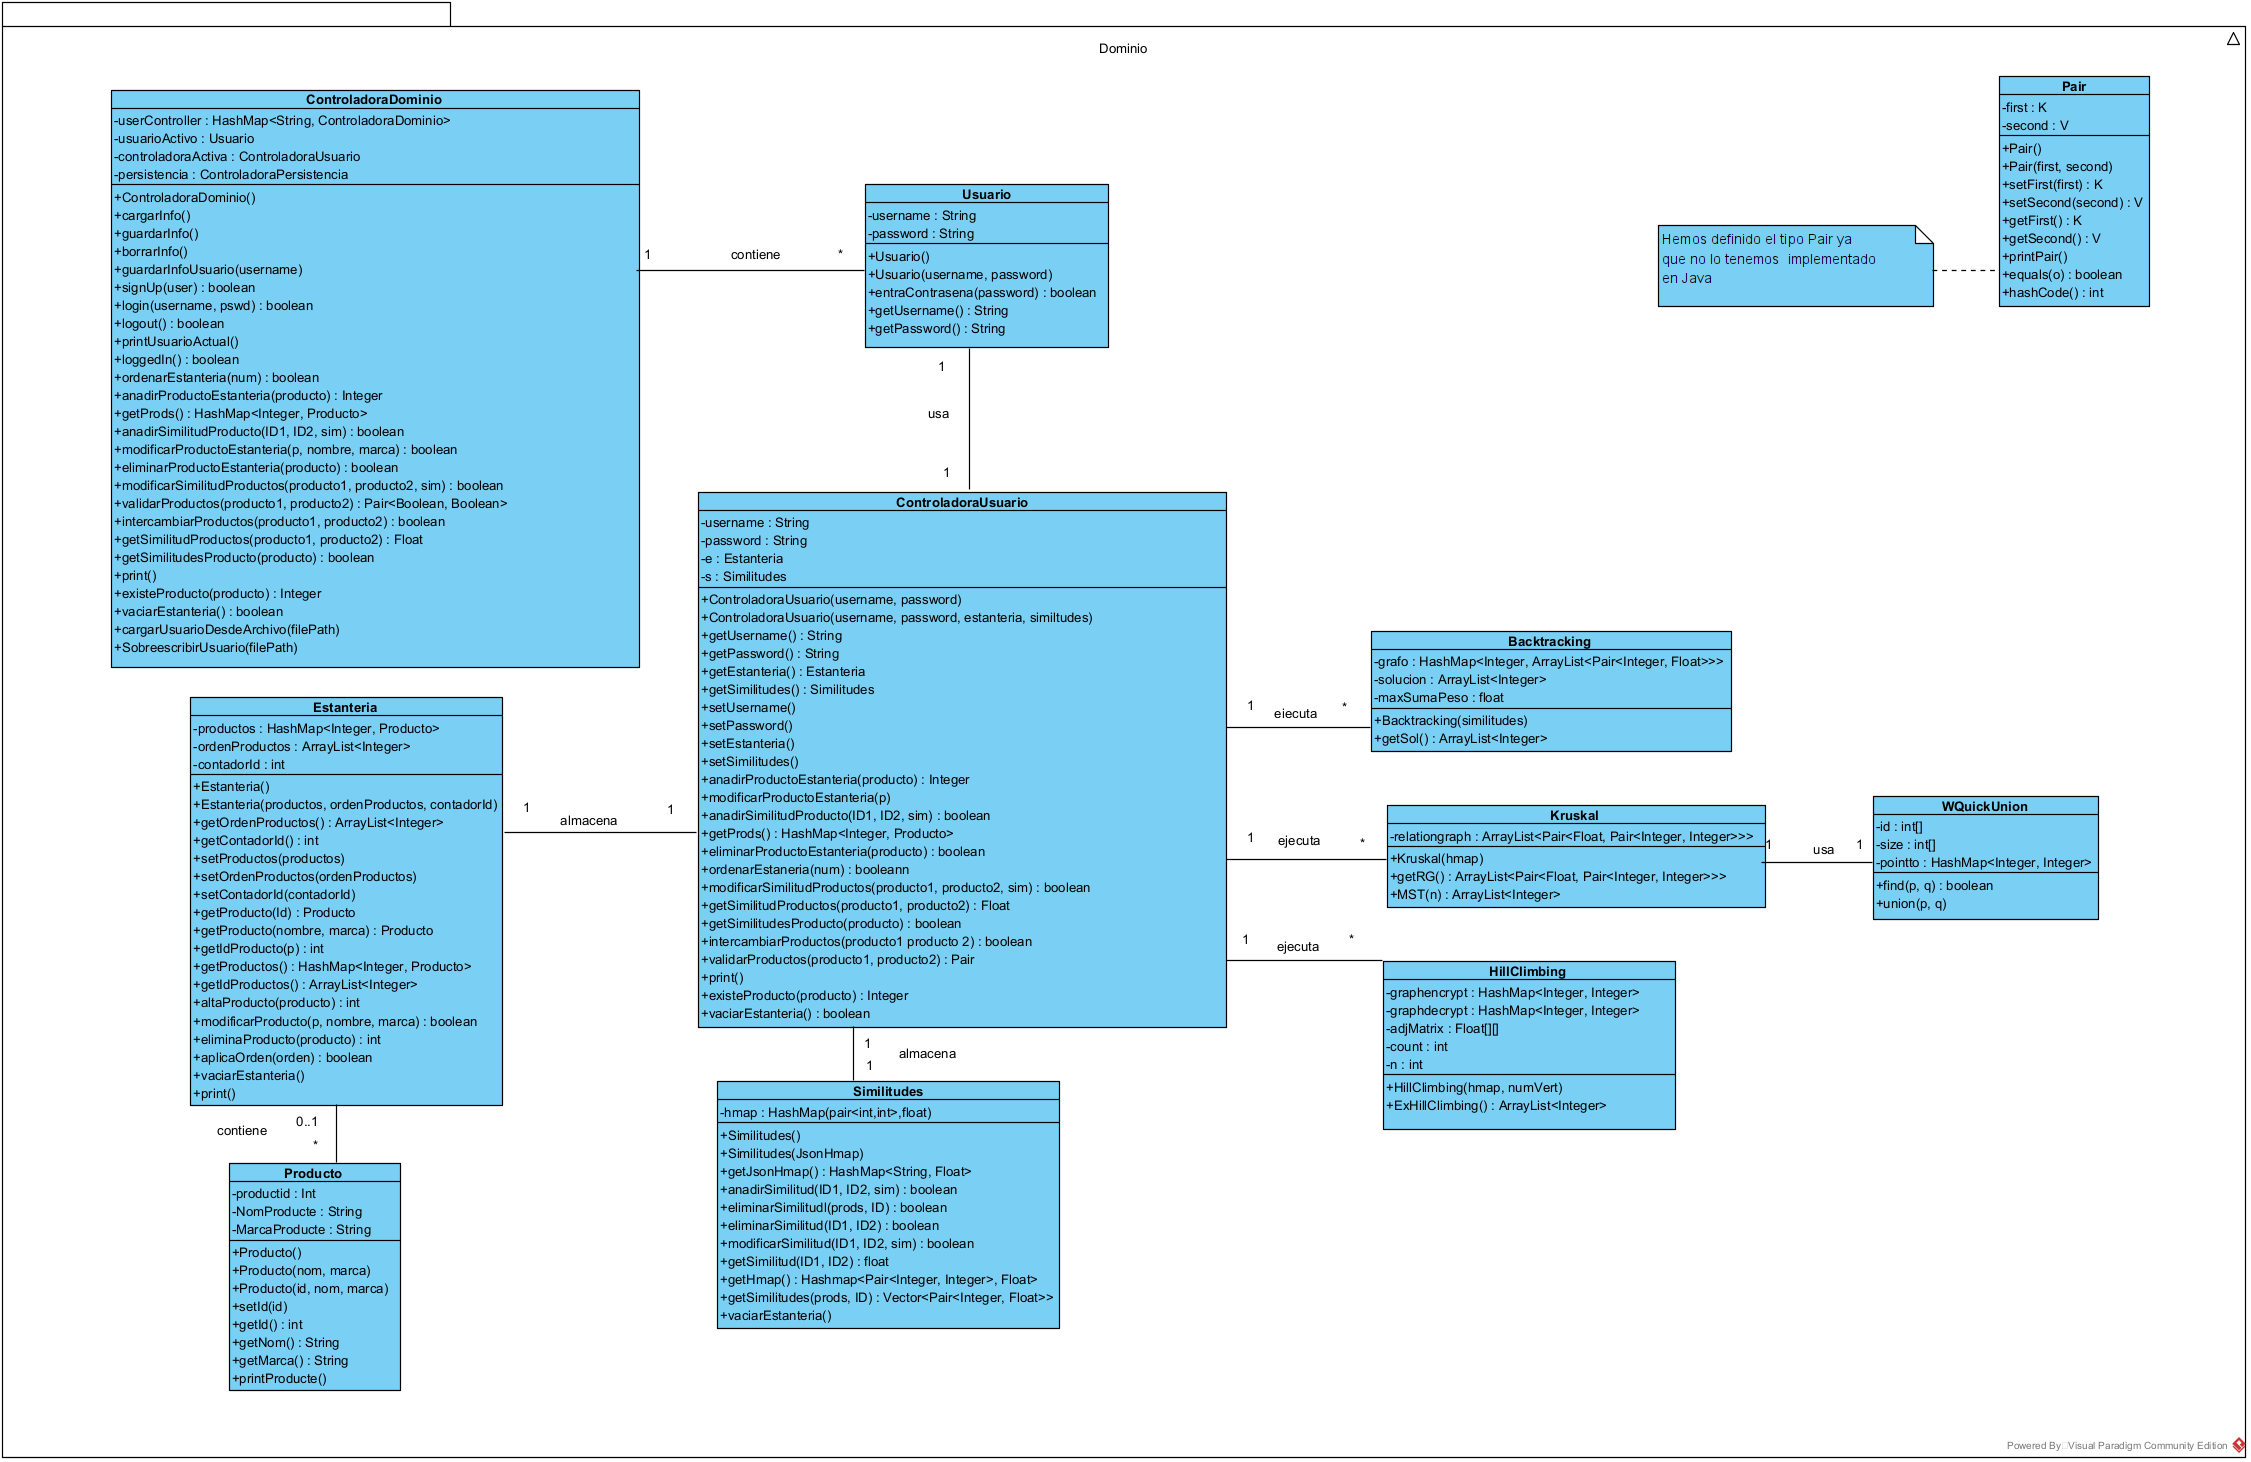 Dominio
ControladoraDominio
-userController : HashMap<String, ControladoraDominio>
-usuarioActivo : Usuario
-controladoraActiva : ControladoraUsuario
-persistencia : ControladoraPersistencia
+ControladoraDominio()
+cargarInfo()
+guardarInfo()
+borrarInfo()
+guardarInfoUsuario(username)
+signUp(user) : boolean
+login(username, pswd) : boolean
+logout() : boolean
+printUsuarioActual()
+loggedIn() : boolean
+ordenarEstanteria(num) : boolean
+anadirProductoEstanteria(producto) : Integer
+getProds() : HashMap<Integer, Producto>
+anadirSimilitudProducto(ID1, ID2, sim) : boolean
+modificarProductoEstanteria(p, nombre, marca) : boolean
+eliminarProductoEstanteria(producto) : boolean
+modificarSimilitudProductos(producto1, producto2, sim) : boolean
+validarProductos(producto1, producto2) : Pair<Boolean, Boolean>
+intercambiarProductos(producto1, producto2) : boolean
+getSimilitudProductos(producto1, producto2) : Float
+getSimilitudesProducto(producto) : boolean
+print()
+existeProducto(producto) : Integer
+vaciarEstanteria() : boolean
+cargarUsuarioDesdeArchivo(filePath)
+SobreescribirUsuario(filePath)
1
contiene
*
Usuario
-username : String
-password : String
+Usuario()
+Usuario(username, password)
+entraContrasena(password) : boolean
+getUsername() : String
+getPassword() : String
Hemos definido el tipo Pair ya
que no lo tenemos implementado
en Java
Pair
-first : K
-second : V
+Pair()
+Pair(first, second)
+setFirst(first) : K
+setSecond(second) : V
+getFirst() : K
+getSecond() : V
+printPair()
+equals(o) : boolean
+hashCode() : int
1
usa
1
ControladoraUsuario
-username : String
-password : String
-e : Estanteria
-s : Similitudes
+ControladoraUsuario(username, password)
+ControladoraUsuario(username, password, estanteria, similtudes)
+getUsername() : String
+getPassword() : String
+getEstanteria() : Estanteria
+getSimilitudes() : Similitudes
+setUsername()
+setPassword()
+setEstanteria()
+setSimilitudes()
+anadirProductoEstanteria(producto) : Integer
+modificarProductoEstanteria(p)
+anadirSimilitudProducto(ID1, ID2, sim) : boolean
+getProds() : HashMap<Integer, Producto>
+eliminarProductoEstanteria(producto) : boolean
+ordenarEstaneria(num) : booleann
+modificarSimilitudProductos(producto1, producto2, sim) : boolean
+getSimilitudProductos(producto1, producto2) : Float
+getSimilitudesProducto(producto) : boolean
+intercambiarProductos(producto1 producto 2) : boolean
+validarProductos(producto1, producto2) : Pair
+print()
+existeProducto(producto) : Integer
+vaciarEstanteria() : boolean
1
ejecuta
*
Backtracking
-grafo : HashMap<Integer, ArrayList<Pair<Integer, Float>>>
-solucion : ArrayList<Integer>
-maxSumaPeso : float
+Backtracking(similitudes)
+getSol() : ArrayList<Integer>
1
ejecuta
*
Kruskal
-relationgraph : ArrayList<Pair<Float, Pair<Integer, Integer>>>
+Kruskal(hmap)
+getRG() : ArrayList<Pair<Float, Pair<Integer, Integer>>>
+MST(n) : ArrayList<Integer>
1
usa
1
WQuickUnion
-id : int[]
-size : int[]
-pointto : HashMap<Integer, Integer>
+find(p, q) : boolean
+union(p, q)
1
ejecuta
*
HillClimbing
-graphencrypt : HashMap<Integer, Integer>
-graphdecrypt : HashMap<Integer, Integer>
-adjMatrix : Float[][]
-count : int
-n : int
+HillClimbing(hmap, numVert)
+ExHillClimbing() : ArrayList<Integer>
Estanteria
-productos : HashMap<Integer, Producto>
-ordenProductos : ArrayList<Integer>
-contadorId : int
+Estanteria()
+Estanteria(productos, ordenProductos, contadorId)
+getOrdenProductos() : ArrayList<Integer>
+getContadorId() : int
+setProductos(productos)
+setOrdenProductos(ordenProductos)
+setContadorId(contadorId)
+getProducto(Id) : Producto
+getProducto(nombre, marca) : Producto
+getIdProducto(p) : int
+getProductos() : HashMap<Integer, Producto>
+getIdProductos() : ArrayList<Integer>
+altaProducto(producto) : int
+modificarProducto(p, nombre, marca) : boolean
+eliminaProducto(producto) : int
+aplicaOrden(orden) : boolean
+vaciarEstanteria()
+print()
1
almacena
1
1
almacena
1
Similitudes
-hmap : HashMap(pair<int,int>,float)
+Similitudes()
+Similitudes(JsonHmap)
+getJsonHmap() : HashMap<String, Float>
+anadirSimilitud(ID1, ID2, sim) : boolean
+eliminarSimilitudI(prods, ID) : boolean
+eliminarSimilitud(ID1, ID2) : boolean
+modificarSimilitud(ID1, ID2, sim) : boolean
+getSimilitud(ID1, ID2) : float
+getHmap() : Hashmap<Pair<Integer, Integer>, Float>
+getSimilitudes(prods, ID) : Vector<Pair<Integer, Float>>
+vaciarEstanteria()
0..1
contiene
*
Producto
-productid : Int
-NomProducte : String
-MarcaProducte : String
+Producto()
+Producto(nom, marca)
+Producto(id, nom, marca)
+setId(id)
+getId() : int
+getNom() : String
+getMarca() : String
+printProducte()
Powered By Visual Paradigm Community Edition